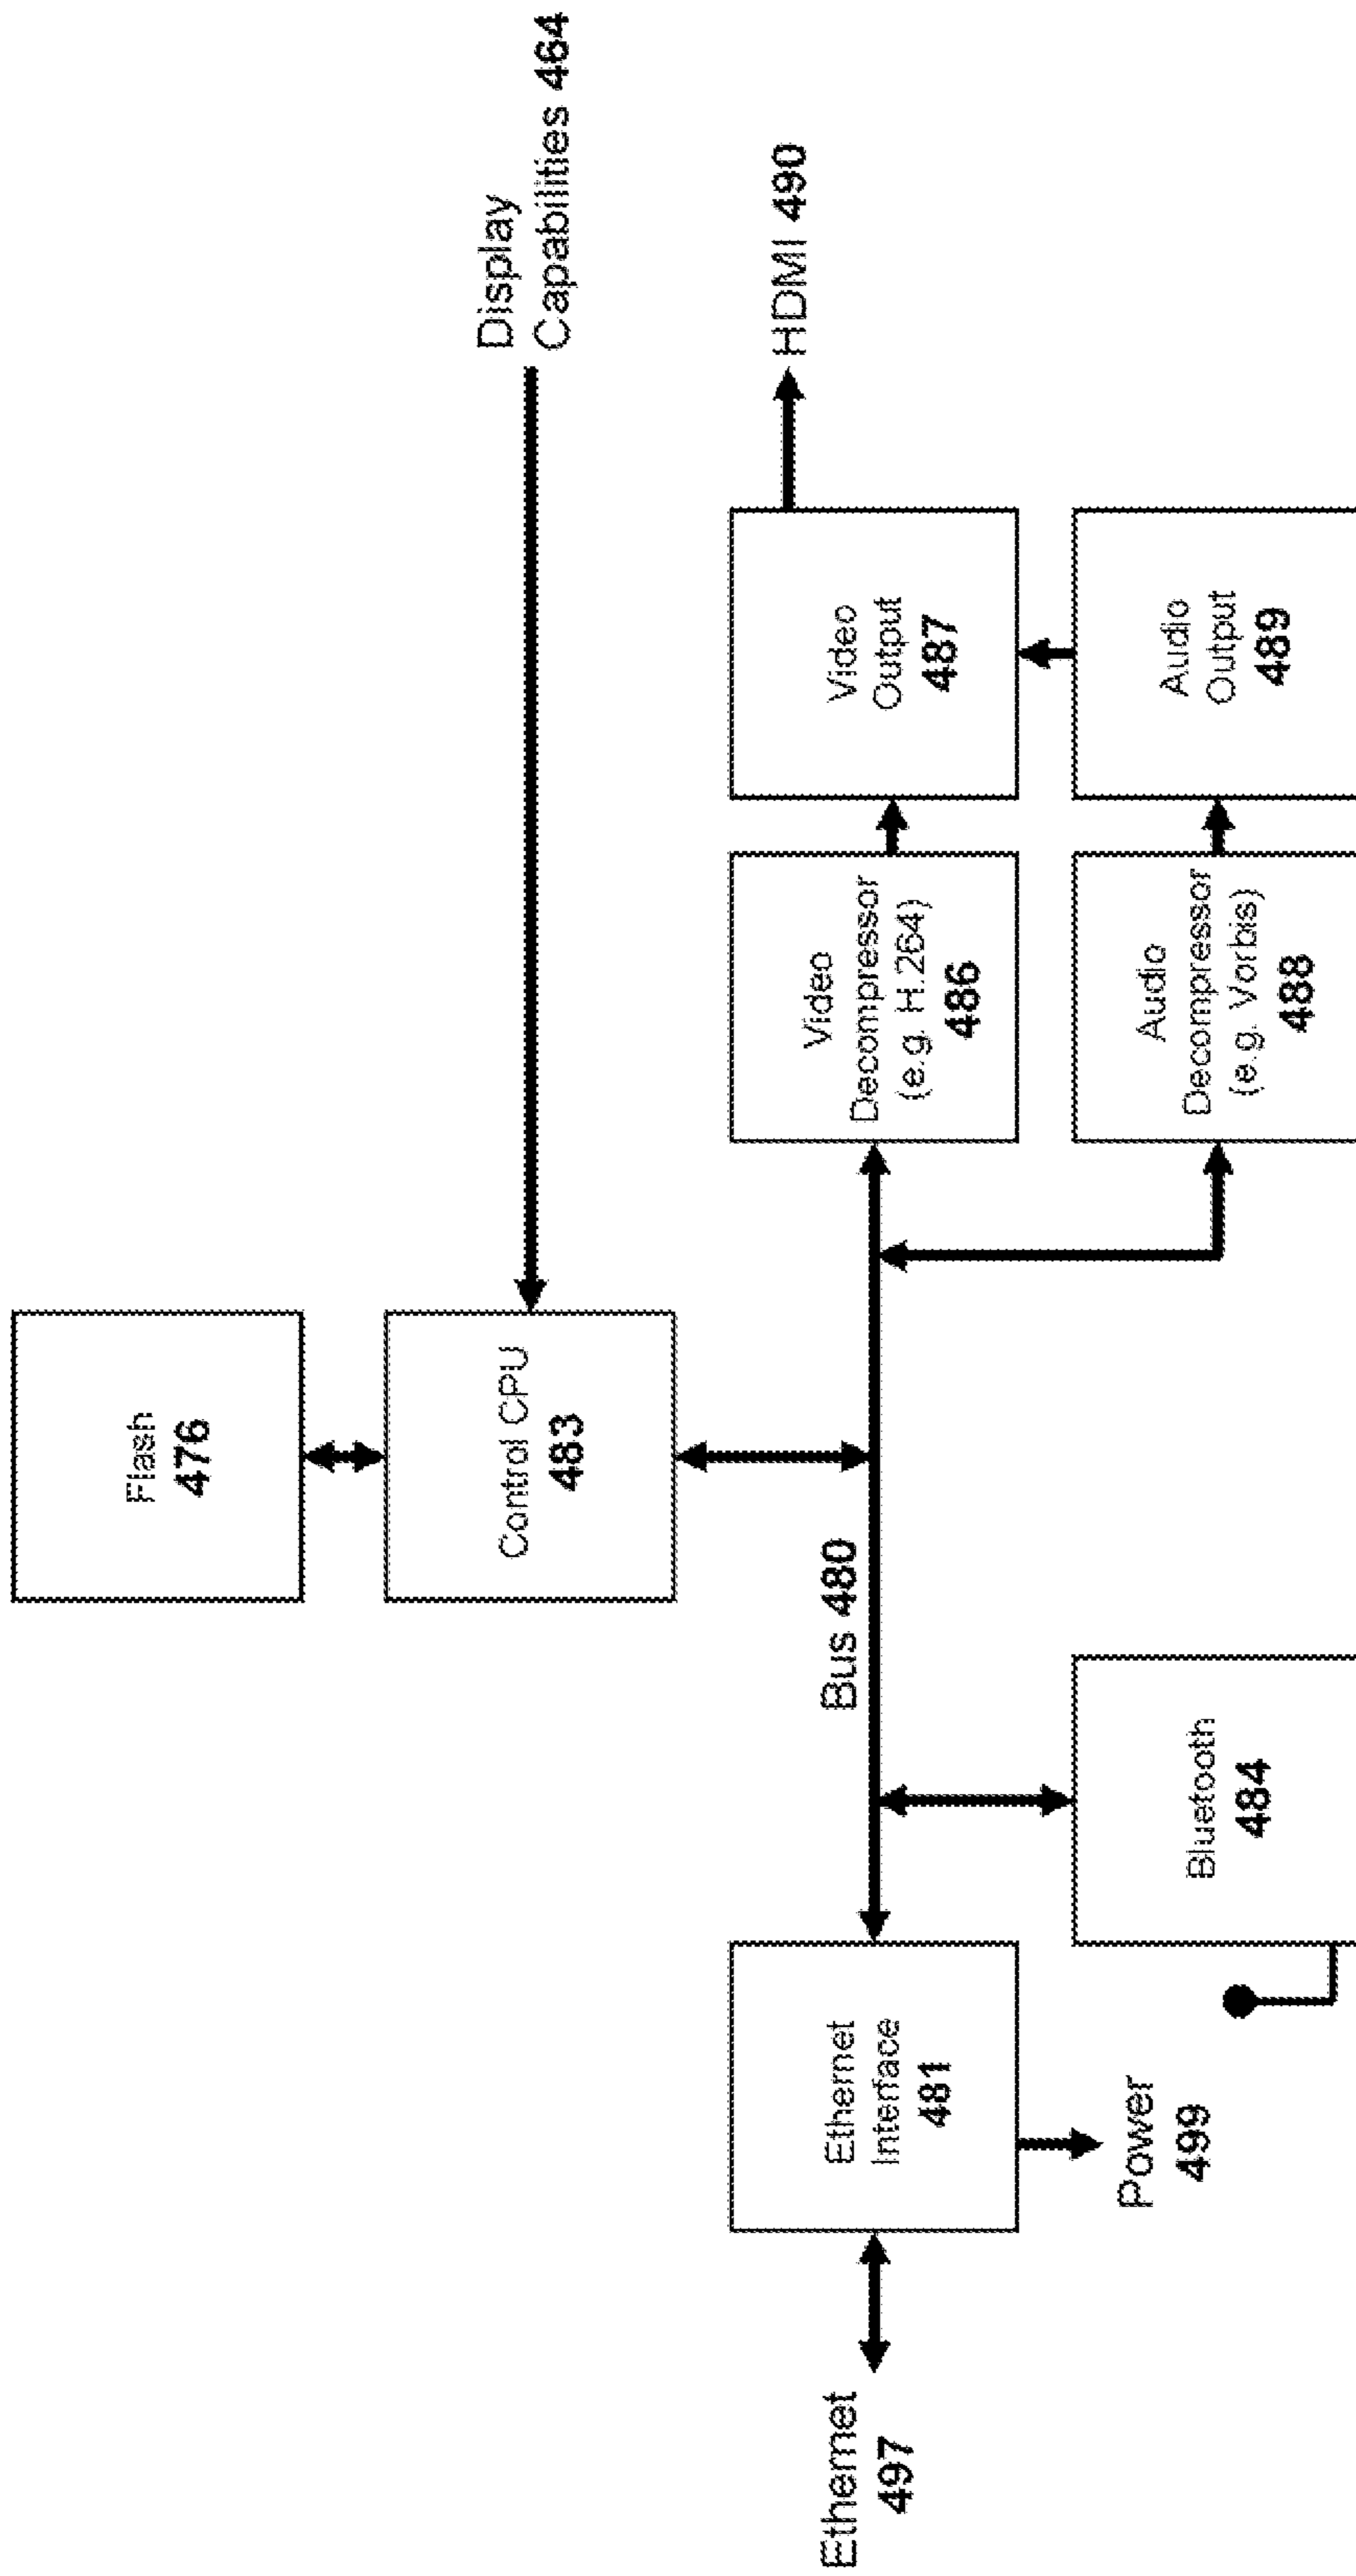 Flash
476
Display
Capabilities 464
Control CPU
483
Bus 480
HDMI 490
Ethernet
497
Ethernet
Interface
481
Video
Decompressor
(e.g. H.264)
486
Video
Output
487
Power
499
Bluetooth
484
Audio
Decompressor
(e.g. Vorbis)
488
Audio
Output
489